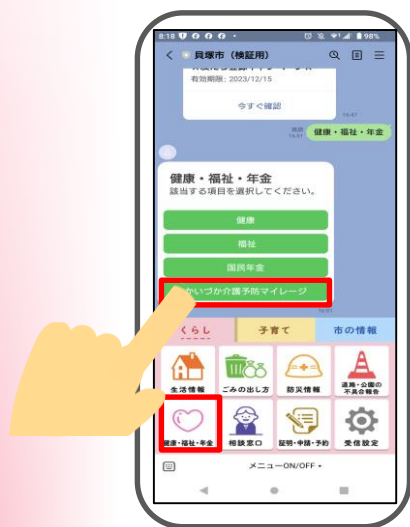 8:18
98%
貝塚市（検証用）
有効期限: 2023/12/15
今すぐ確認
16:47
既読
16:51
健康・福祉・年金
健康・福祉・年金
該当する項目を選択してください。
健康
福祉
国民年金
かいづか介護予防マイレージ
16:51
くらし
子育て
市の情報
生活情報
ごみの出し方
防災情報
道路・公園の
不具合報告
健康・福祉・年金
相談窓口
証明・申請・予約
受信設定
メニューON/OFF